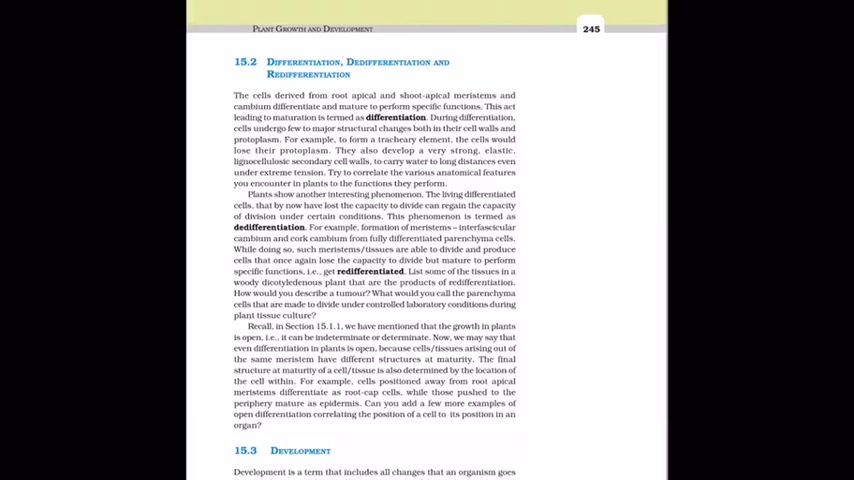 PLANT GROWTH AND DEVELOPMENT
245
15.2 DIFFERENTIATION, DEDIFFERENTIATION AND
REDIFFERENTIATION
The cells derived from root apical and shoot-apical meristems and
cambium differentiate and mature to perform specific functions. This act
leading to maturation is termed as differentiation. During differentiation,
cells undergo few to major structural changes both in their cell walls and
protoplasm. For example, to form a tracheary element, the cells would
lose their protoplasm. They also develop a very strong, elastic,
lignocellulosic secondary cell walls, to carry water to long distances even
under extreme tension. Try to correlate the various anatomical features
you encounter in plants to the functions they perform.
Plants show another interesting phenomenon. The living differentiated
cells, that by now have lost the capacity to divide can regain the capacity
of division under certain conditions. This phenomenon is termed as
dedifferentiation. For example, formation of meristems – interfascicular
cambium and cork cambium from fully differentiated parenchyma cells.
While doing so, such meristems/tissues are able to divide and produce
cells that once again lose the capacity to divide but mature to perform
specific functions, i.e., get redifferentiated. List some of the tissues in a
woody dicotyledenous plant that are the products of redifferentiation.
How would you describe a tumour? What would you call the parenchyma
cells that are made to divide under controlled laboratory conditions during
plant tissue culture?
Recall, in Section 15.1.1, we have mentioned that the growth in plants
is open, i.e., it can be indeterminate or determinate. Now, we may say that
even differentiation in plants is open, because cells/tissues arising out of
the same meristem have different structures at maturity. The final
structure at maturity of a cell/tissue is also determined by the location of
the cell within. For example, cells positioned away from root apical
meristems differentiate as root-cap cells, while those pushed to the
periphery mature as epidermis. Can you add a few more examples of
open differentiation correlating the position of a cell to its position in an
organ?
15.3 DEVELOPMENT
Development is a term that includes all changes that an organism goes